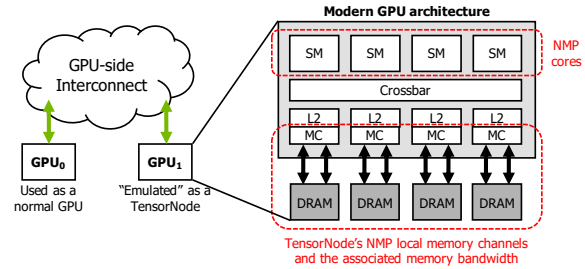 Modern GPU architecture
GPU-side
Interconnect
SM SM SM SM
NMP
cores
Crossbar
L2 L2 L2 L2
MC MC MC MC
GPU0
GPU1
Used as a
normal GPU
“Emulated” as a
TensorNode
DRAM DRAM DRAM DRAM
TensorNode’s NMP local memory channels
and the associated memory bandwidth